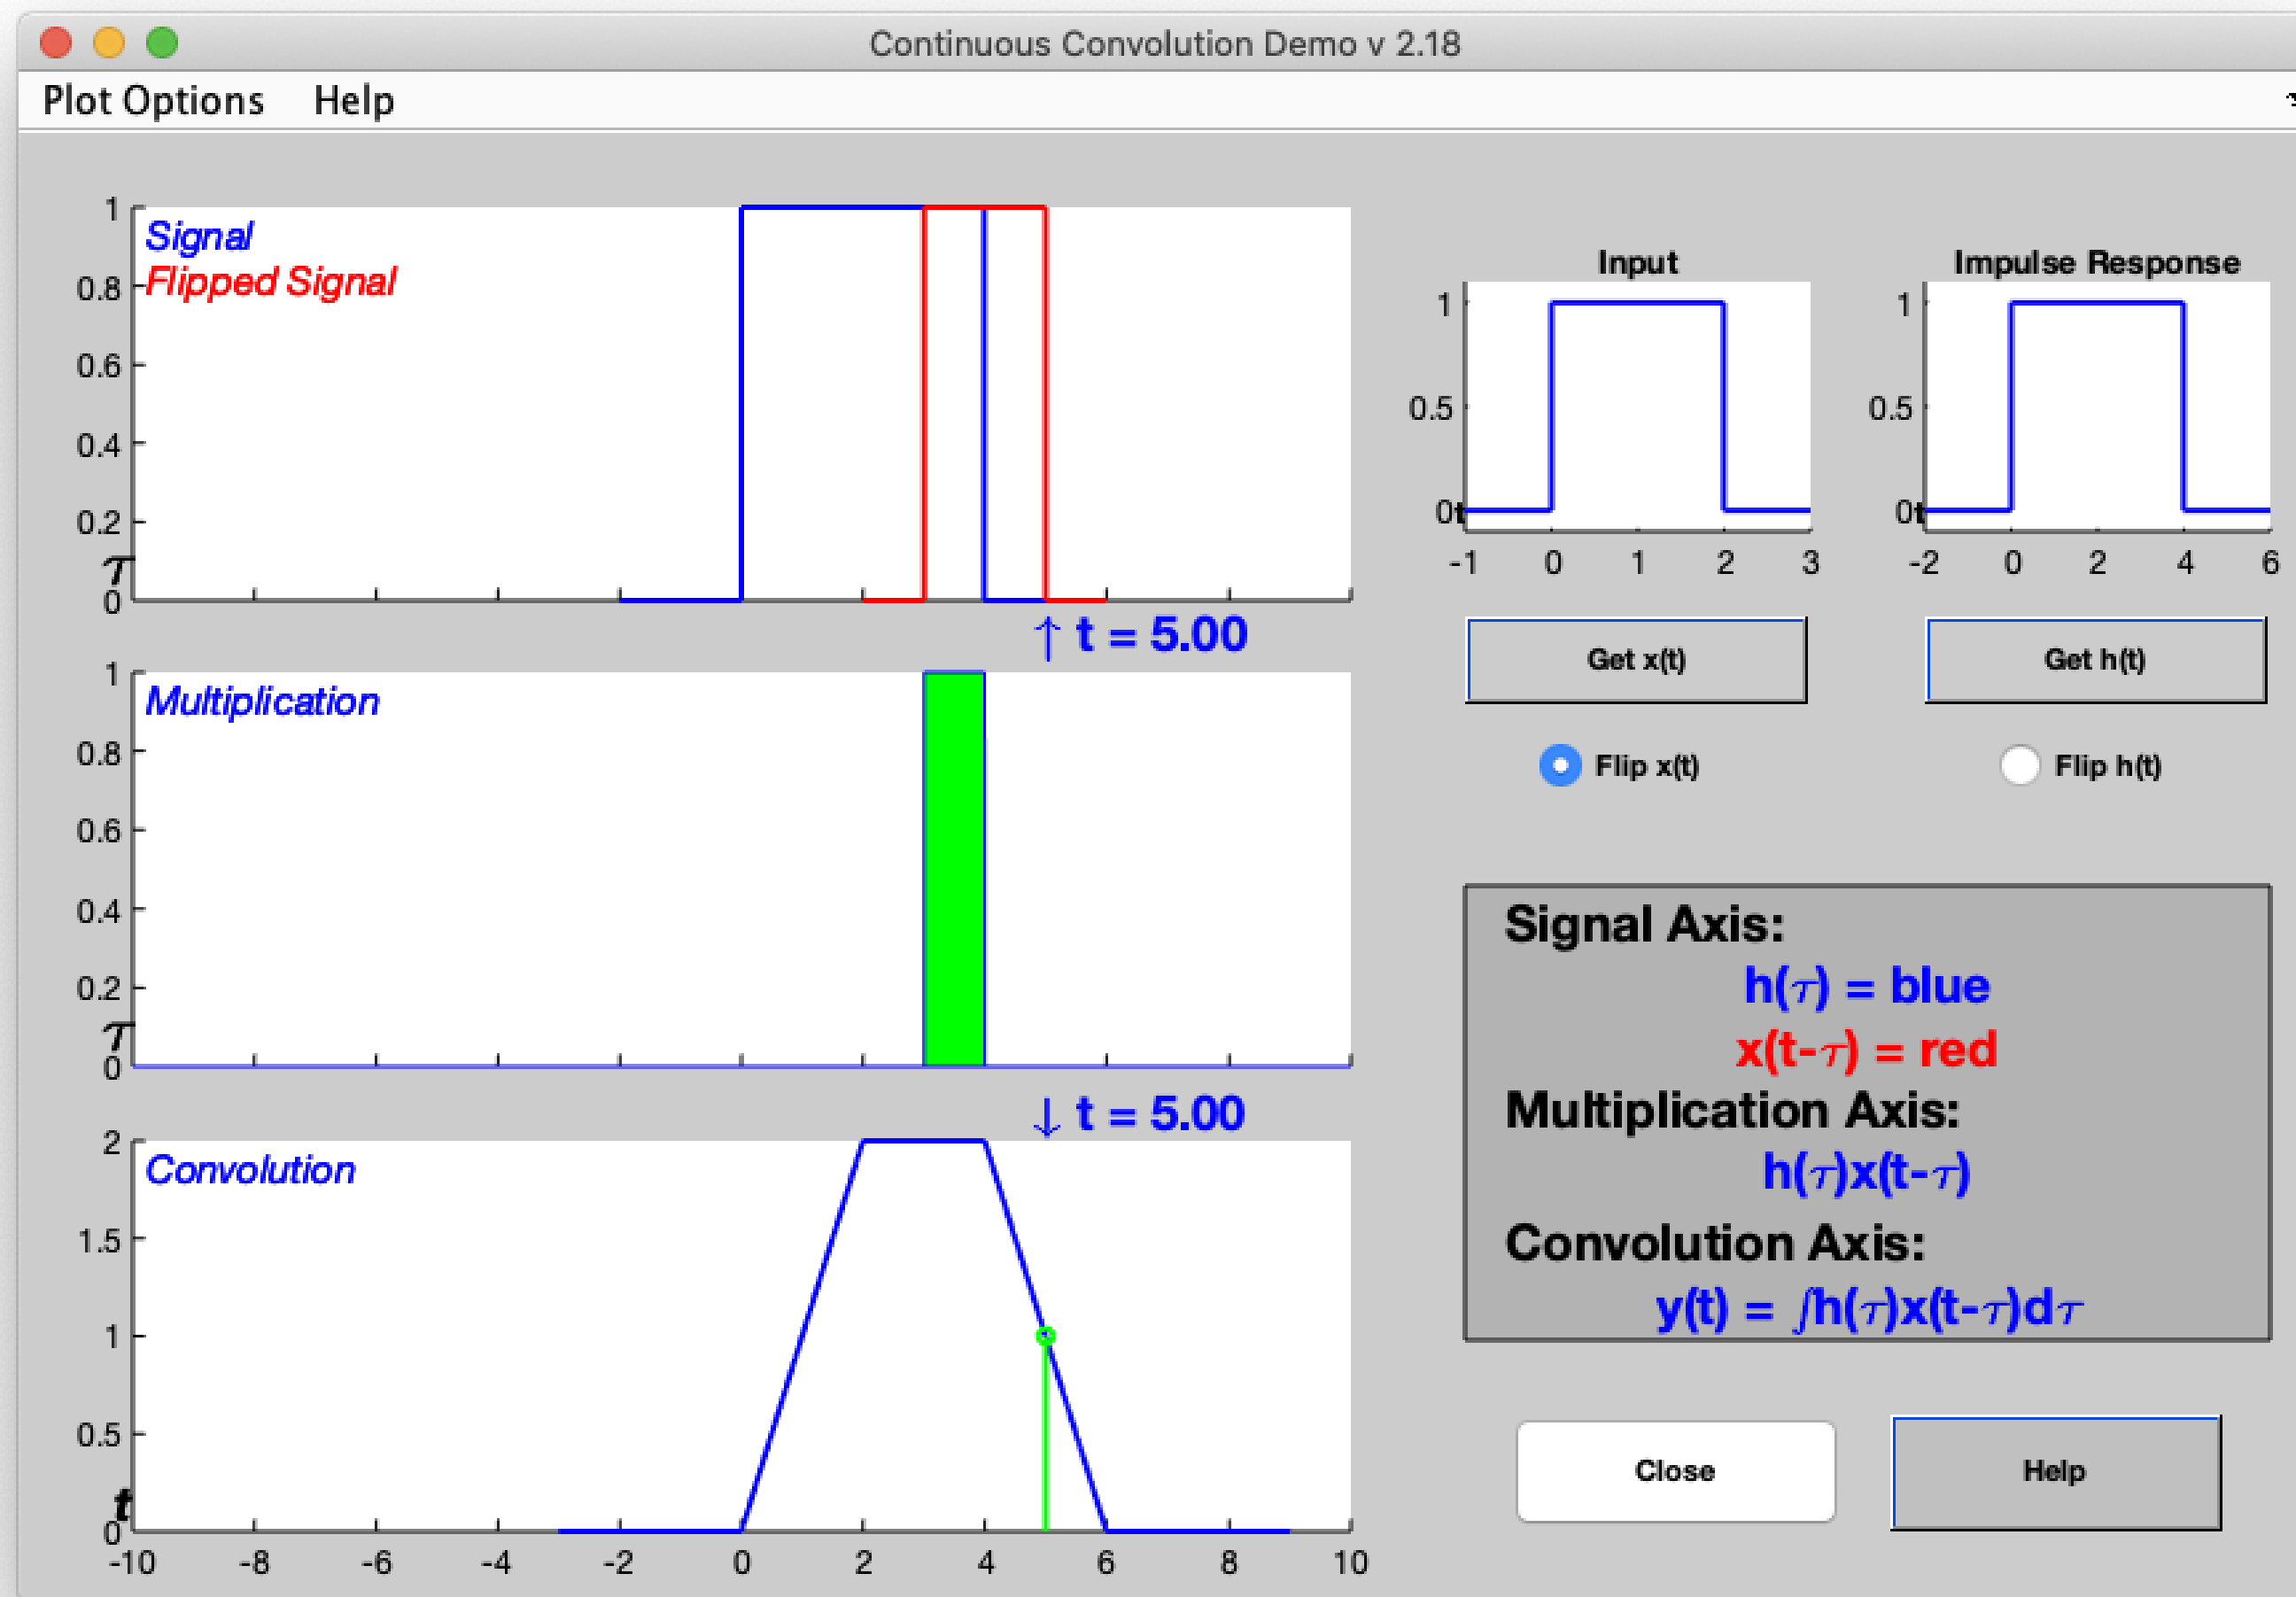 Continuous Convolution Demo v 2.18
Plot Options Help
Signal
Flipped Signal
1
0.8
0.6
0.4
0.2
τ
0
↑ t = 5.00
Multiplication
1
0.8
0.6
0.4
0.2
τ
0
↓ t = 5.00
Convolution
2
1.5
1
0.5
t
0
-10 -8 -6 -4 -2 0 2 4 6 8 10
Input
1
0.5
0t
-1 0 1 2 3
Impulse Response
1
0.5
0t
-2 0 2 4 6
Get x(t)
Get h(t)
Flip x(t)
Flip h(t)
Signal Axis:
h(τ) = blue
x(t-τ) = red
Multiplication Axis:
h(τ)x(t-τ)
Convolution Axis:
y(t) = ∫h(τ)x(t-τ)dτ
Close
Help